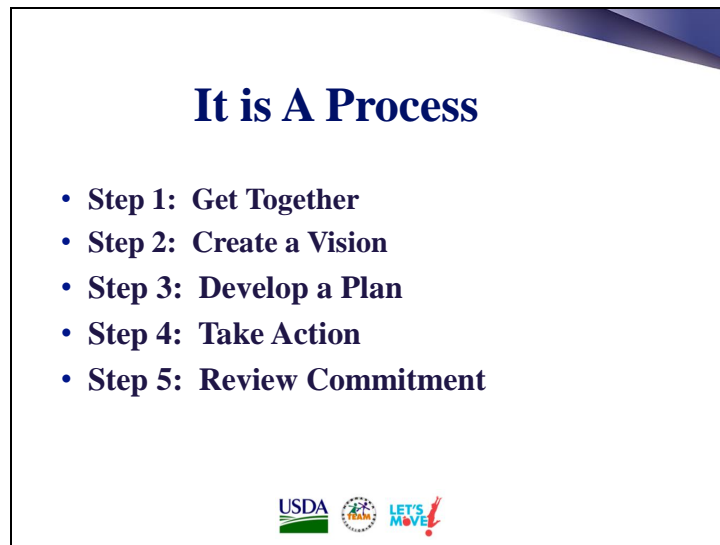 It is A Process
• Step 1: Get Together
• Step 2: Create a Vision
• Step 3: Develop a Plan
• Step 4: Take Action
• Step 5: Review Commitment
USDA
TEAM
LET'S
MOVE!